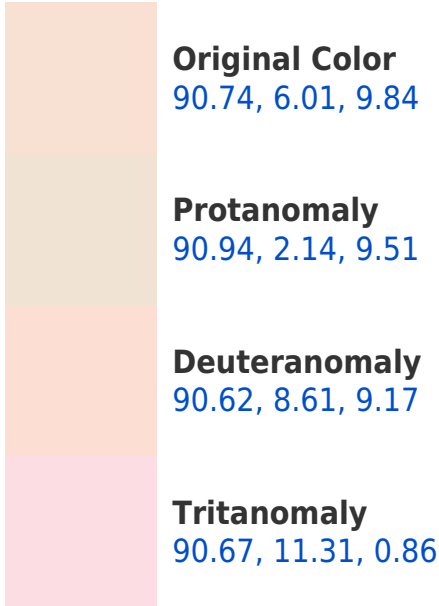 Original Color
90.74, 6.01, 9.84
Protanomaly
90.94, 2.14, 9.51
Deuteranomaly
90.62, 8.61, 9.17
Tritanomaly
90.67, 11.31, 0.86